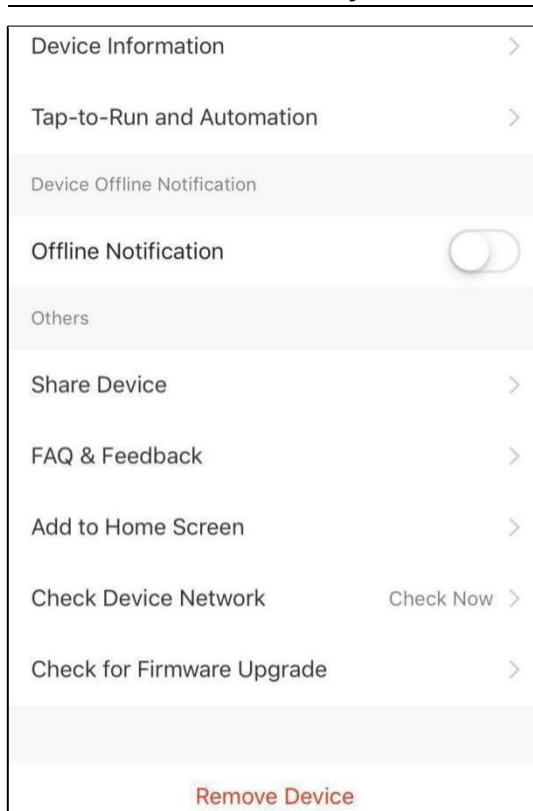 Device Information
Tap-to-Run and Automation
Device Offline Notification
Offline Notification
Others
Share Device
FAQ & Feedback
Add to Home Screen
Check Device Network Check Now
Check for Firmware Upgrade
Remove Device